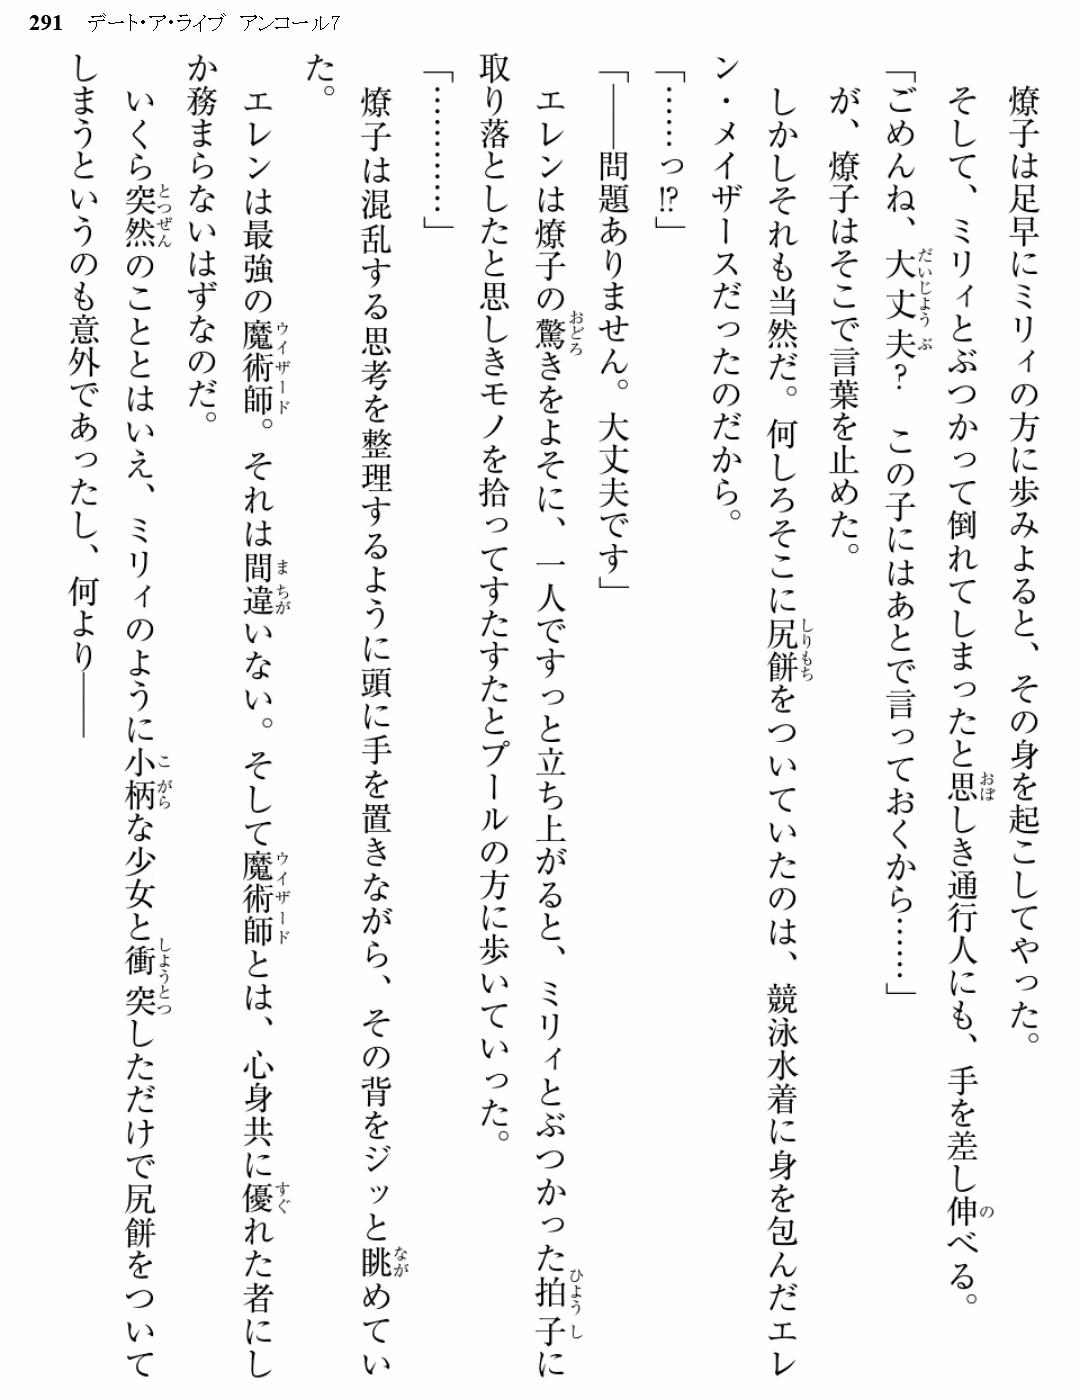 291 デート・ア・ライブ アンコール7
燎子は足早にミリィの方に歩みよると、その身を起こしてやった。
そして、ミリィとぶつかって倒れてしまったと思しき通行人にも、手を差し伸べる。
「ごめんね、大丈夫? この子にはあとで言っておくから……」
が、燎子はそこで言葉を止めた。
しかしそれも当然だ。何しろそこに尻餅をついていたのは、競泳水着に身を包んだエレ
ン・メイザースだったのだから。
「……っ!?」
「――問題ありません。大丈夫です」
エレンは燎子の驚きをよそに、一人ですっと立ち上がると、ミリィとぶつかった拍子に
取り落としたと思しきモノを拾ってすたすたとプールの方に歩いていった。
「…………」
燎子は混乱する思考を整理するように頭に手を置きながら、その背をジッと眺めてい
た。
エレンは最強の魔術師。それは間違いない。そして魔術師とは、心身共に優れた者にし
か務まらないはずなのだ。
いくら突然のこととはいえ、ミリィのように小柄な少女と衝突しただけで尻餅をついて
しまうというのも意外であったし、何より――